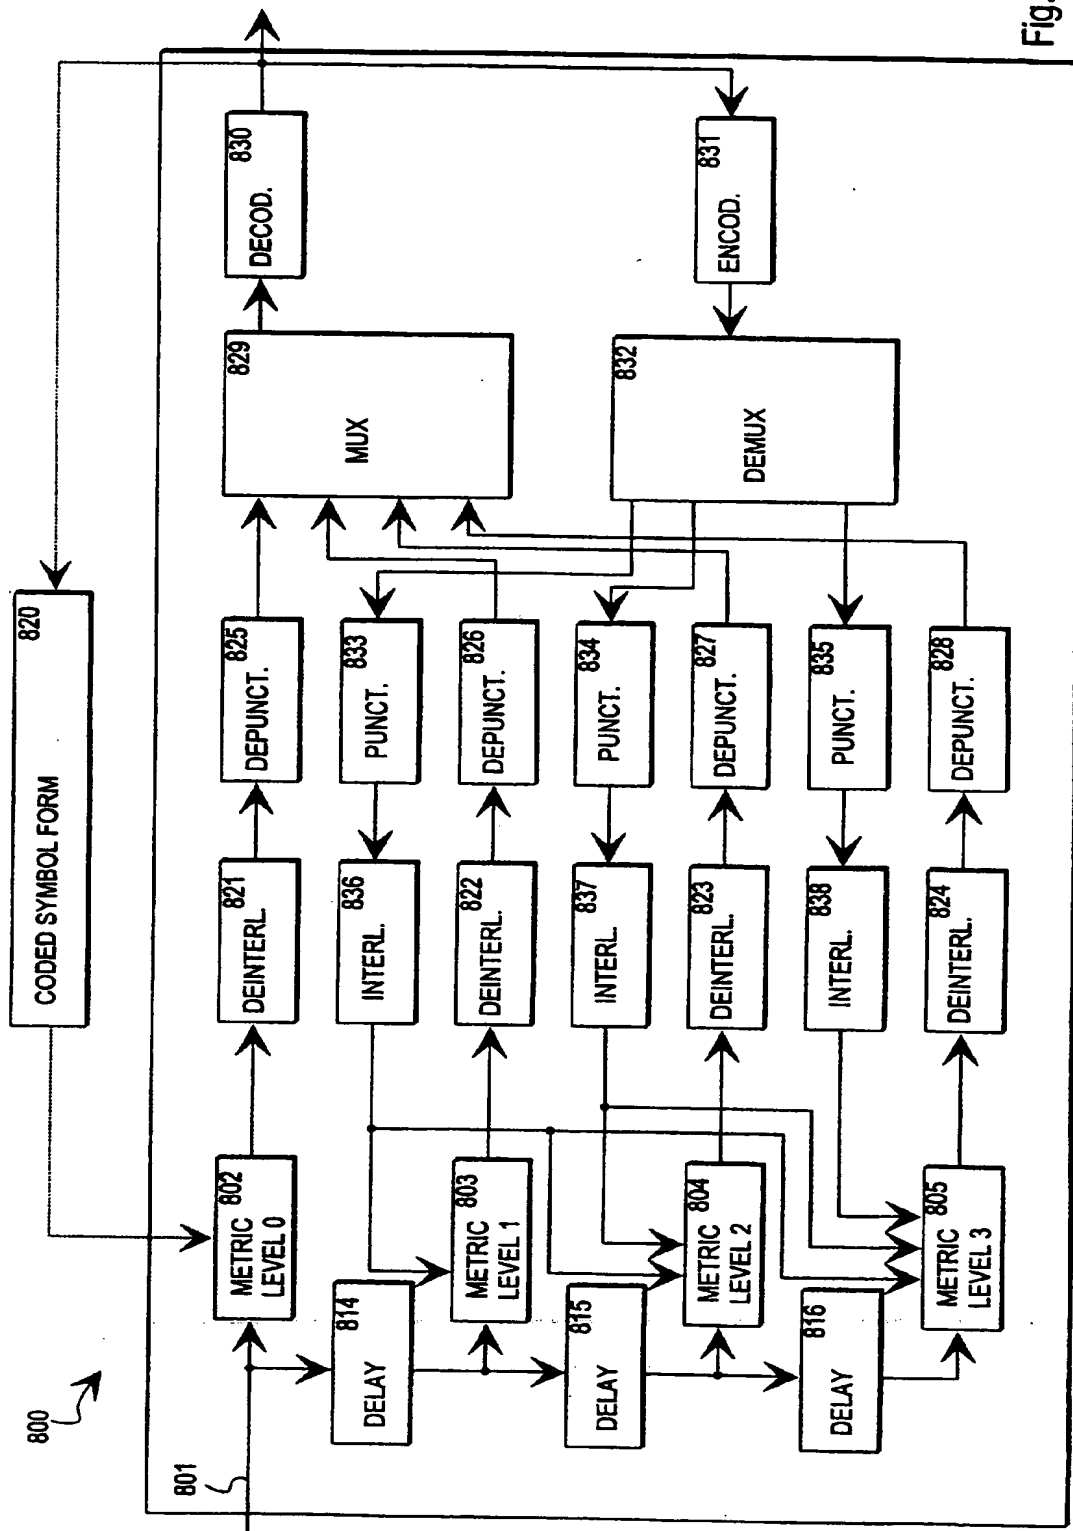 Fig.
800
801
CODED SYMBOL FORM
820
METRIC
LEVEL 0
802
DEINTERL.
821
DEPUNCT.
825
MUX
829
DECOD.
830
DELAY
814
INTERL.
836
PUNCT.
833
METRIC
LEVEL 1
803
DEINTERL.
822
DEPUNCT.
826
DELAY
815
INTERL.
837
PUNCT.
834
METRIC
LEVEL 2
804
DEINTERL.
823
DEPUNCT.
827
DEMUX
832
ENCOD.
831
DELAY
816
INTERL.
838
PUNCT.
835
METRIC
LEVEL 3
805
DEINTERL.
824
DEPUNCT.
828